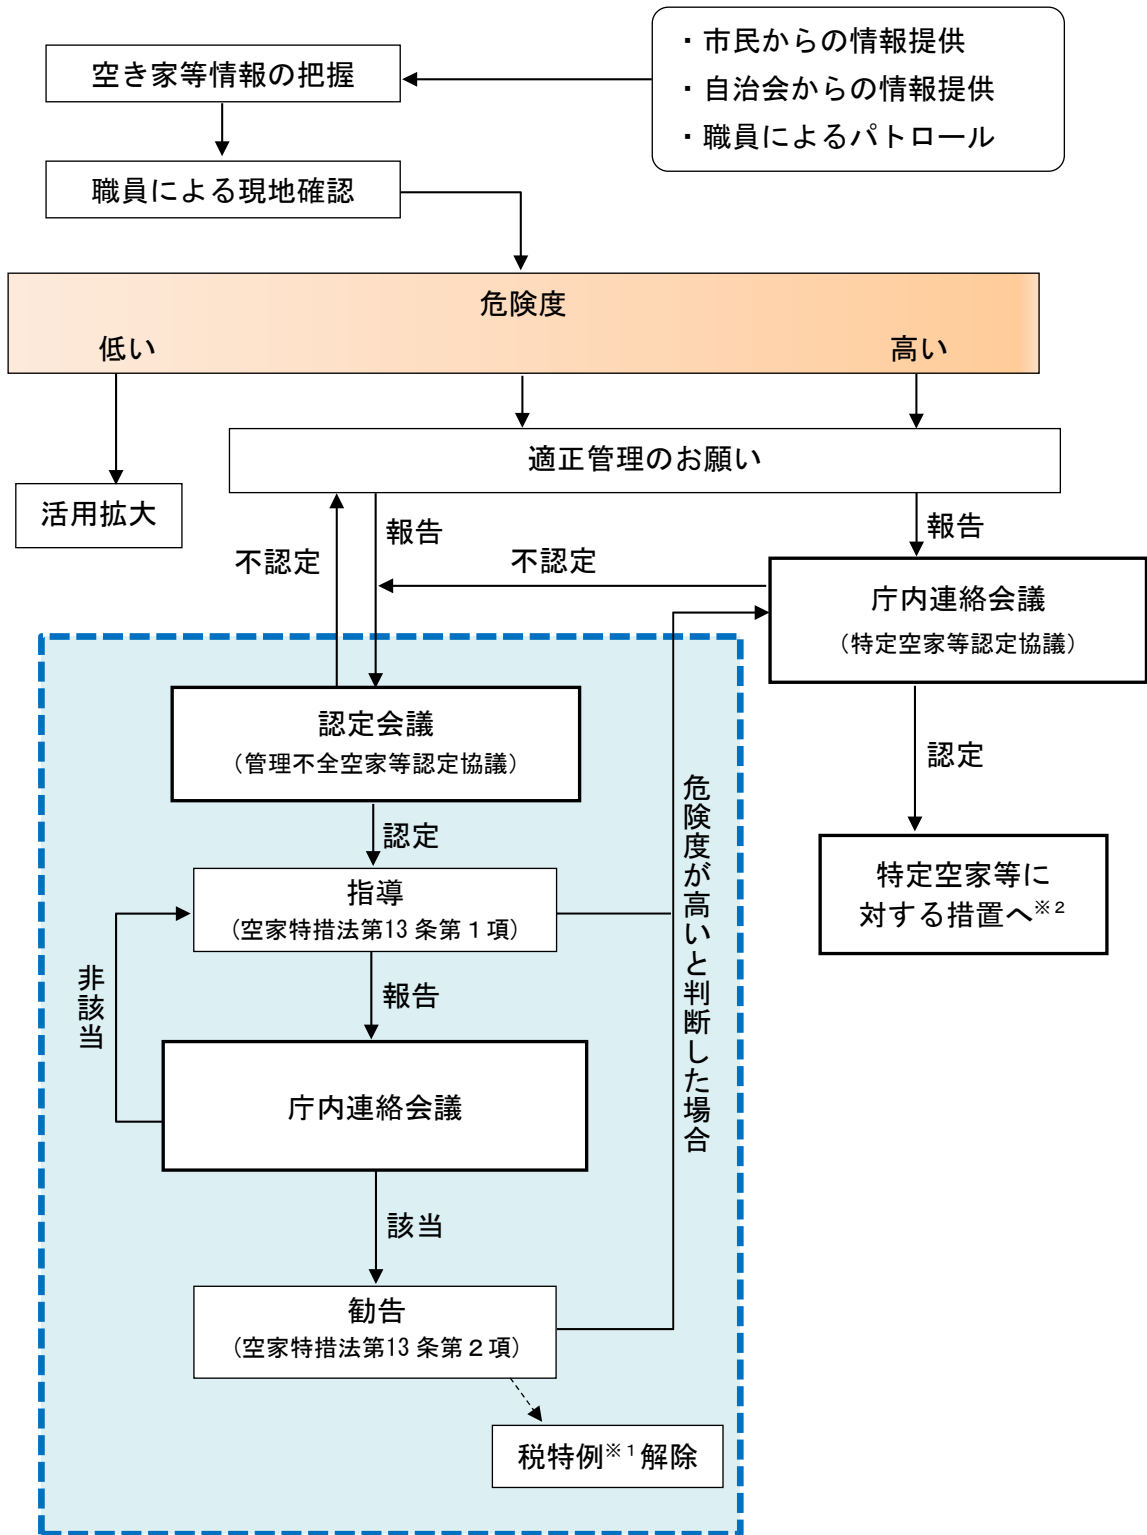 ・市民からの情報提供
・自治会からの情報提供
・職員によるパトロール
空き家等情報の把握
職員による現地確認
危険度
低い
高い
適正管理のお願い
活用拡大
報告
不認定
報告
不認定
庁内連絡会議
（特定空家等認定協議）
認定会議
（管理不全空家等認定協議）
認定
認定
危険度が高いと判断した場合
特定空家等に
対する措置へ※２
指導
（空家特措法第13 条第１項）
報告
非該当
庁内連絡会議
該当
勧告
（空家特措法第13 条第２項）
税特例※１解除